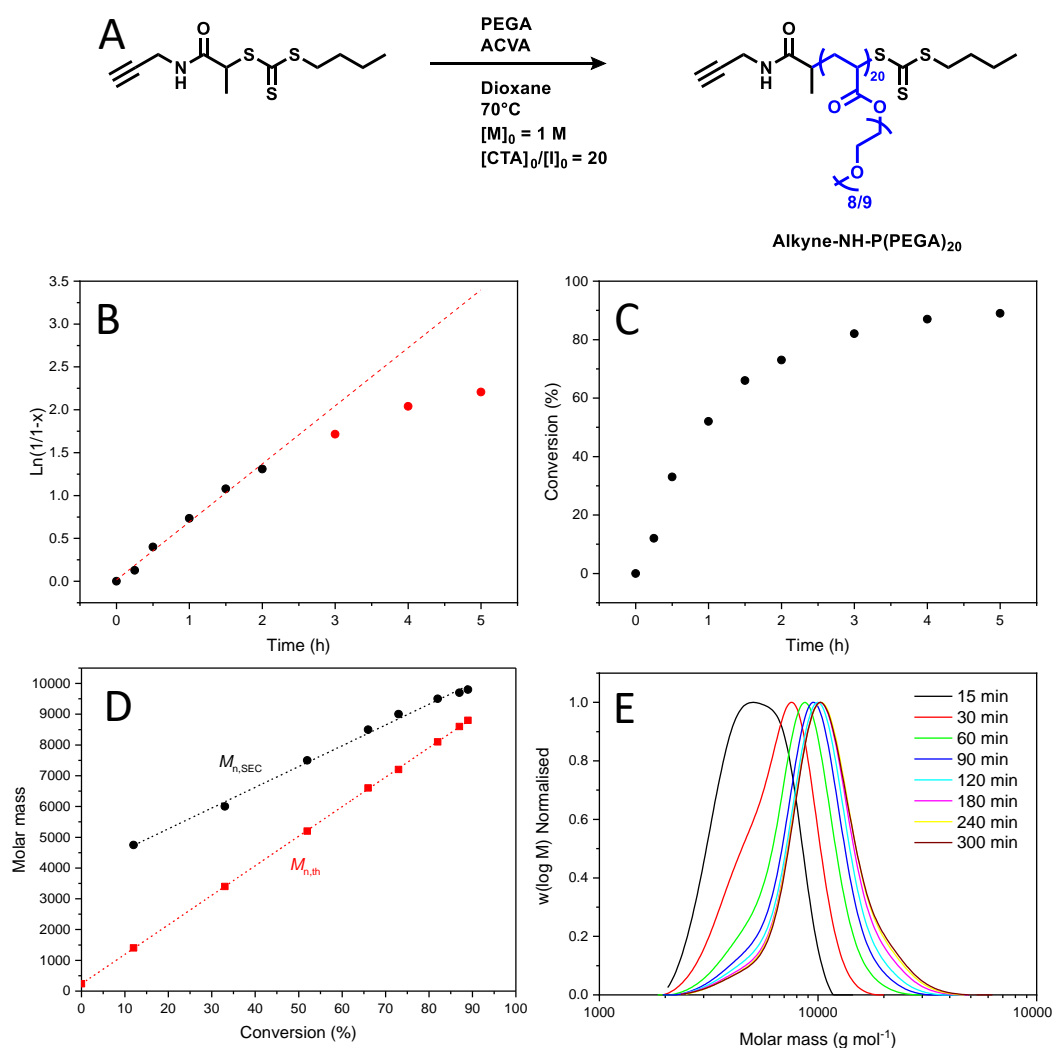 A
O
N
H
S
S
S
PEGA
ACVA
Dioxane
70°C
[M]₀ = 1 M
[CTA]₀/[I]₀ = 20
O
N
H
20
S
S
S
O
O
O
8/9
Alkyne-NH-P(PEGA)₂₀
B
3.5
3.0
2.5
2.0
1.5
1.0
0.5
0.0
Ln(1/1-x)
0 1 2 3 4 5
Time (h)
C
100
80
60
40
20
0
Conversion (%)
0 1 2 3 4 5
Time (h)
D
10000
9000
8000
7000
6000
5000
4000
3000
2000
1000
0
Molar mass
Mn,SEC
Mn,th
0 10 20 30 40 50 60 70 80 90 100
Conversion (%)
E
1.0
0.8
0.6
0.4
0.2
0.0
w(log M) Normalised
15 min
30 min
60 min
90 min
120 min
180 min
240 min
300 min
1000 10000 10000
Molar mass (g mol⁻¹)